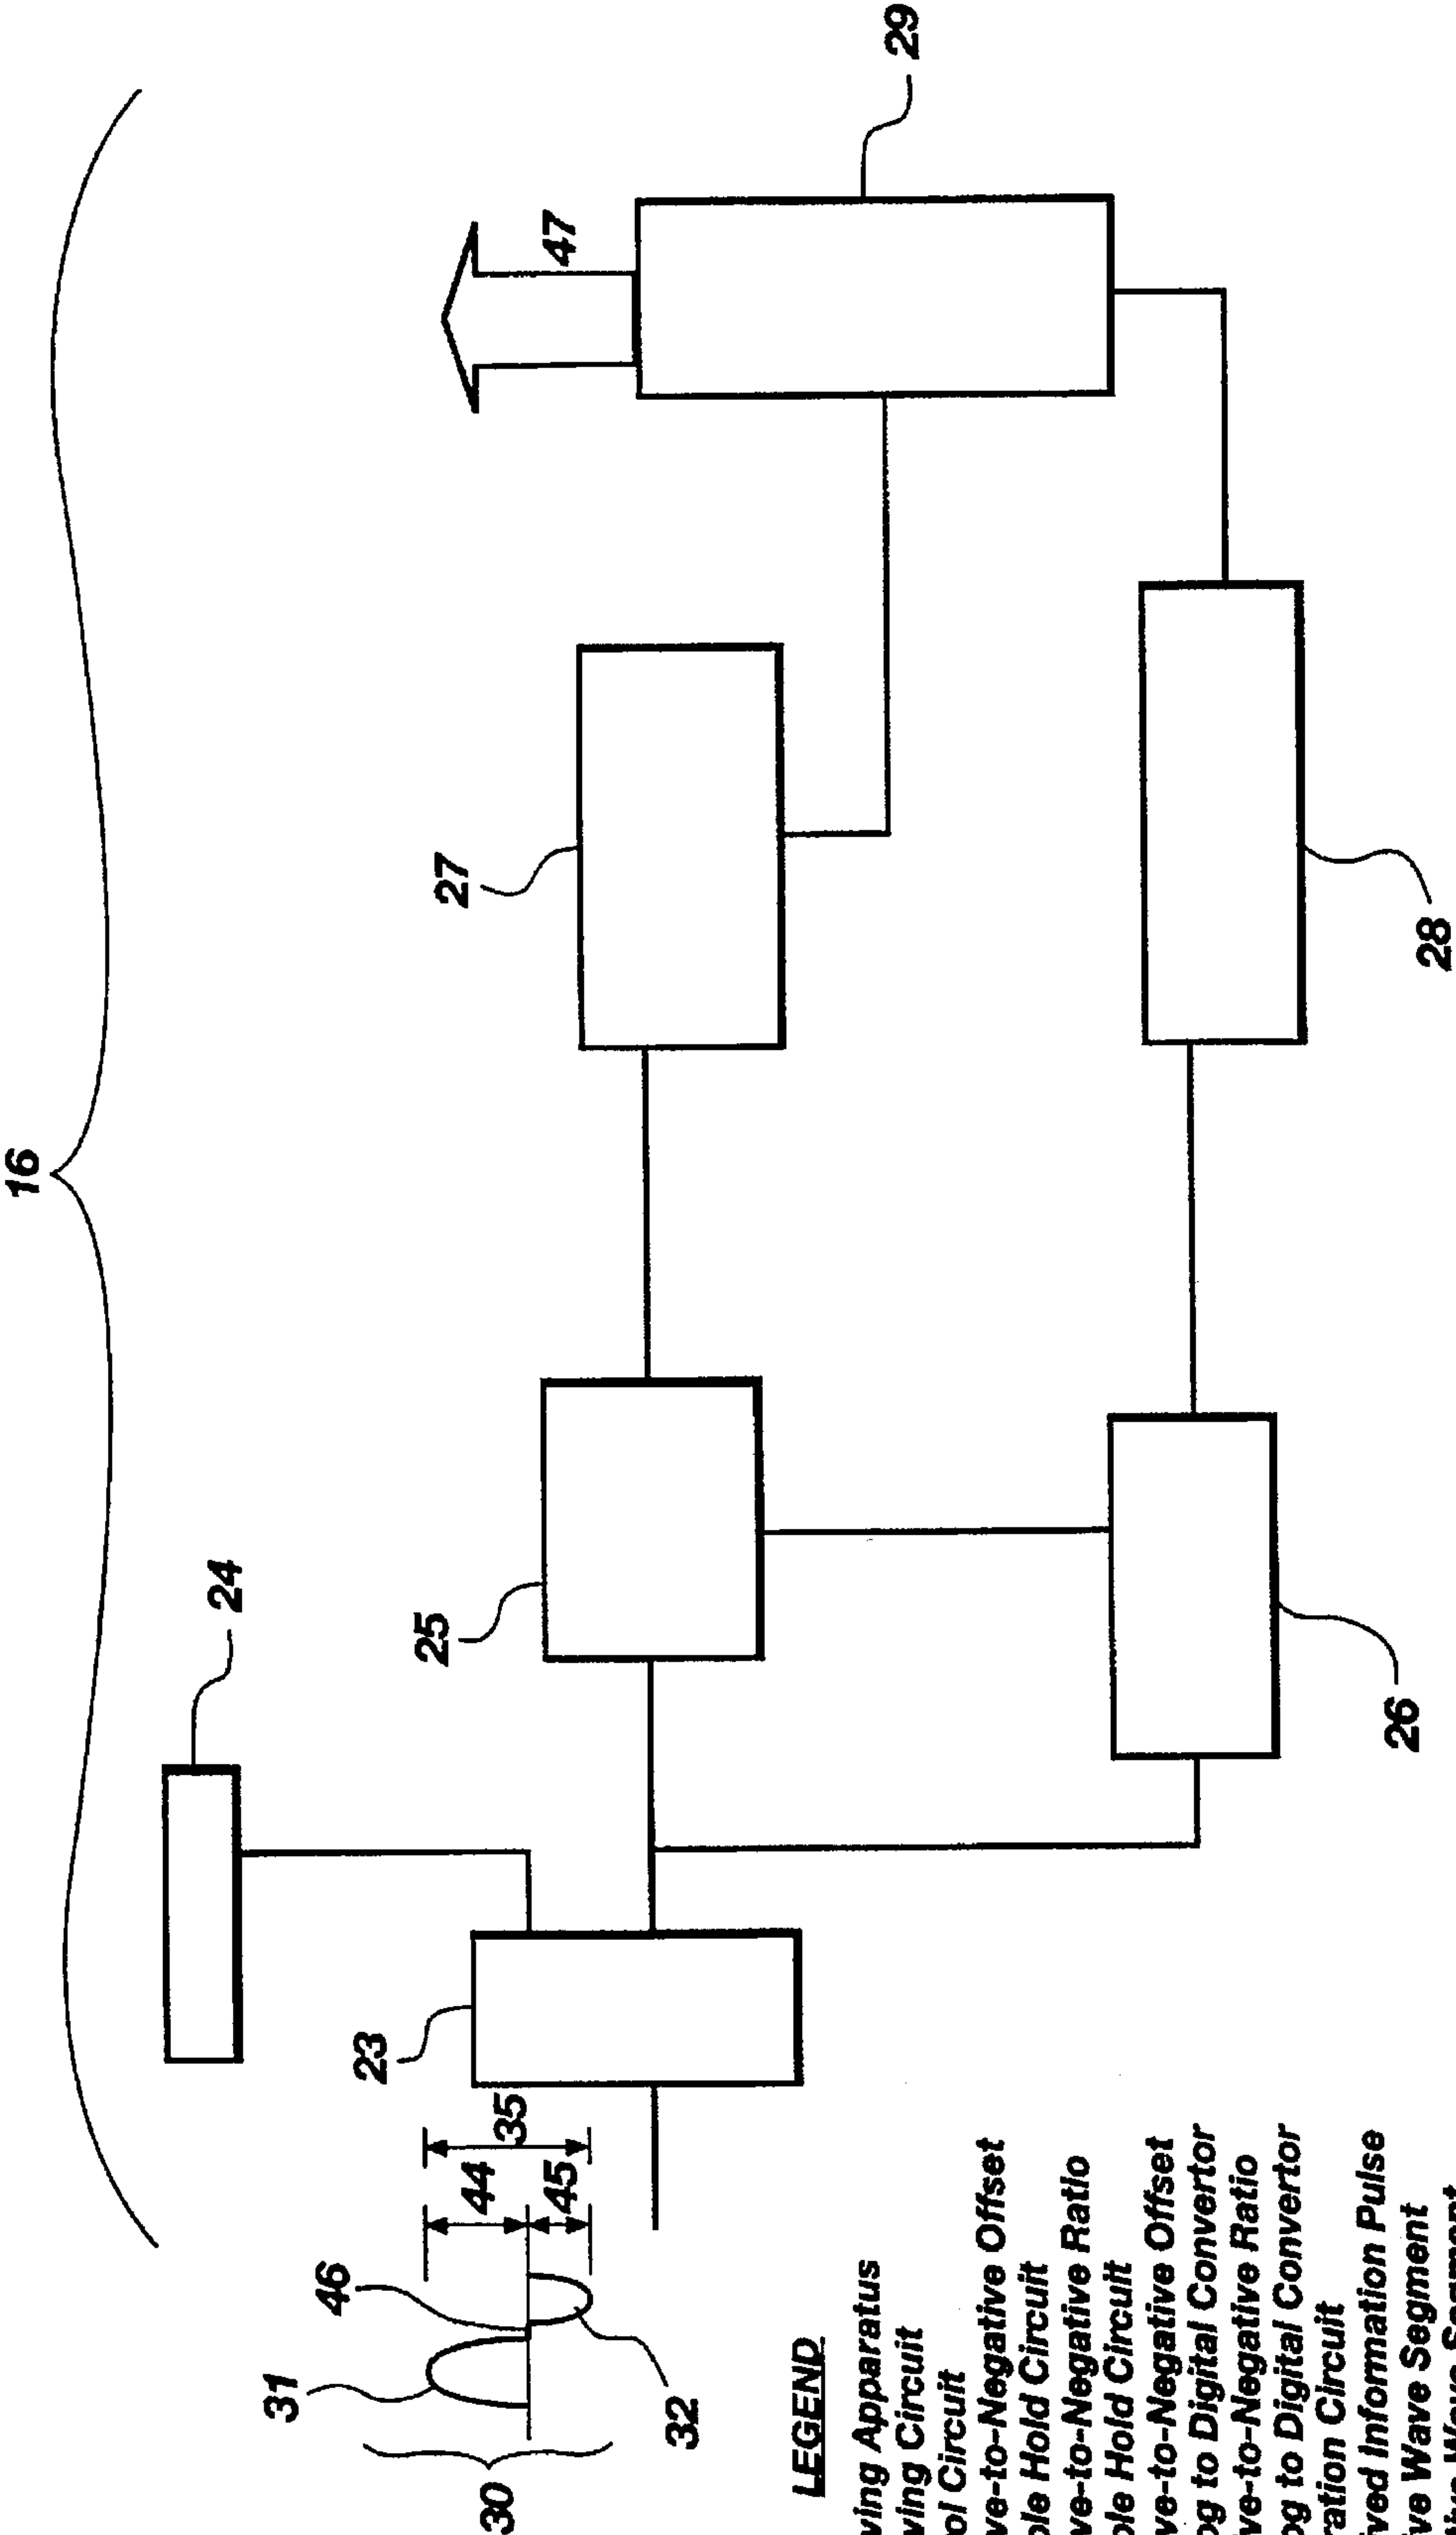 16
24
31
46
23
25
27
44
30
35
45
47
32
29
26
28
LEGEND
ving Apparatus
ving Circuit
ol Circuit
ve-to-Negative Offset
ple Hold Circuit
ve-to-Negative Ratio
ple Hold Circuit
ve-to-Negative Offset
og to Digital Convertor
ve-to-Negative Ratio
og to Digital Convertor
ration Circuit
ived Information Pulse
ive Wave Segment